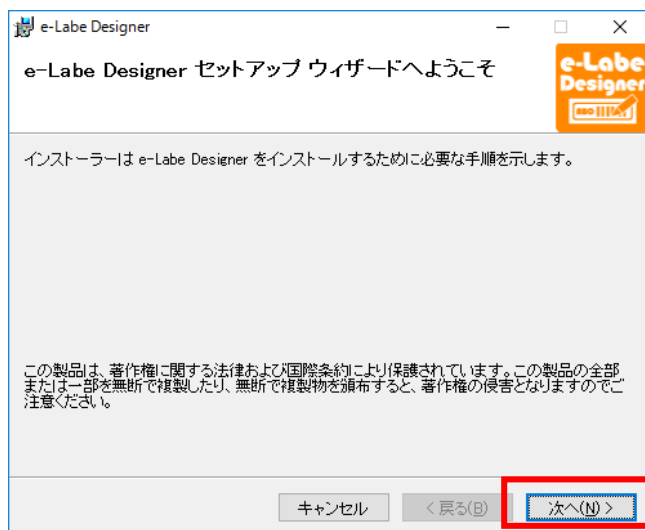 e-Labe Designer
e-Labe Designer セットアップ ウィザードへようこそ
e-Labe
Designer
ABC
インストーラーは e-Labe Designer をインストールするために必要な手順を示します。
この製品は、著作権に関する法律および国際条約により保護されています。この製品の全部
または一部を無断で複製したり、無断で複製物を頒布すると、著作権の侵害となりますのでご
注意ください。
キャンセル
< 戻る(B)
次へ(N) >